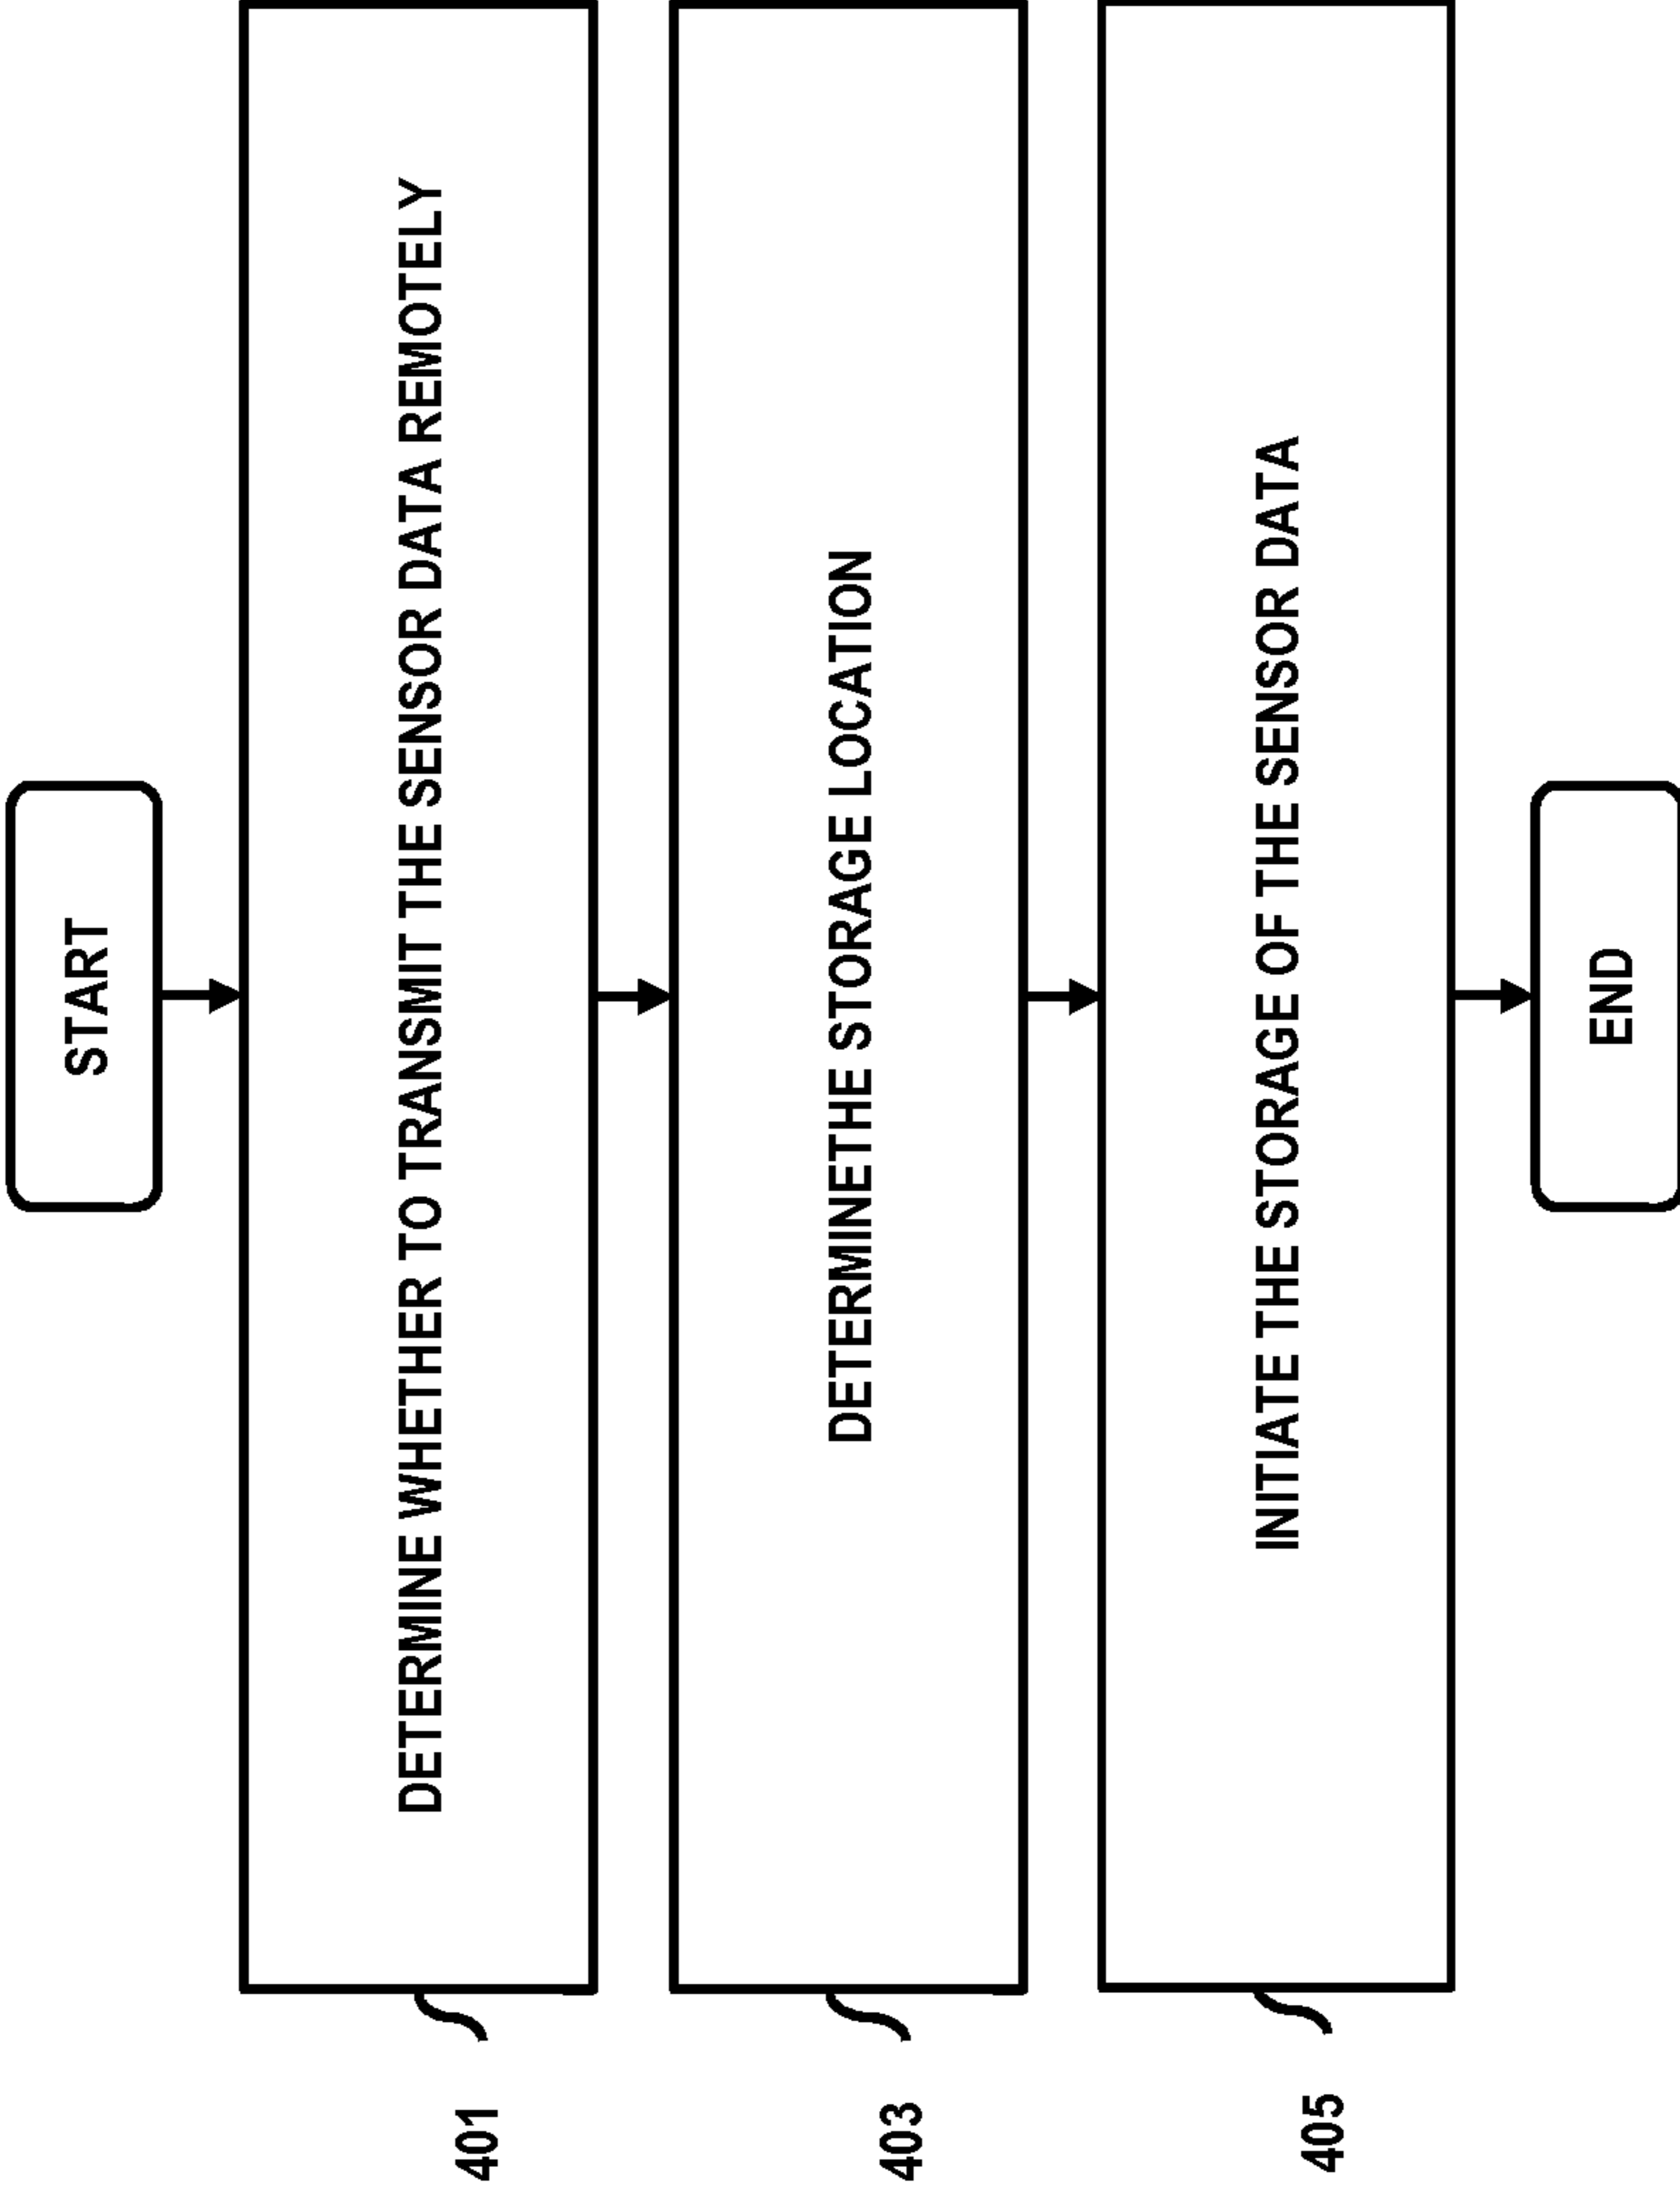 START
DETERMINE WHETHER TO TRANSMIT THE SENSOR DATA REMOTELY
401
DETERMINETHE STORAGE LOCATION
403
INITIATE THE STORAGE OF THE SENSOR DATA
405
END